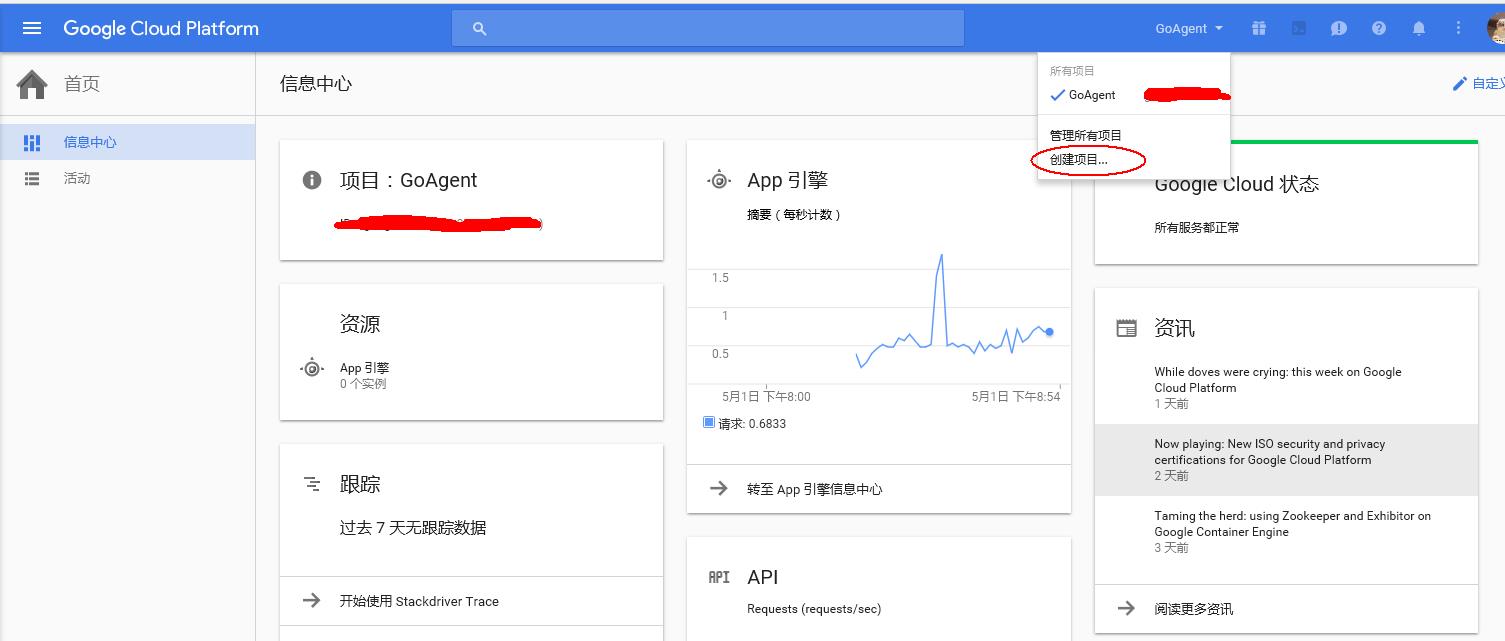 Google Cloud Platform
GoAgent
首页
信息中心
活动
信息中心
所有项目
GoAgent
管理所有项目
创建项目...
自定义
项目：GoAgent
资源
App 引擎
0 个实例
跟踪
过去 7 天无跟踪数据
开始使用 Stackdriver Trace
App 引擎
摘要（每秒计数）
1.5
1
0.5
5月1日 下午8:00
5月1日 下午8:54
请求: 0.6833
转至 App 引擎信息中心
API
API
Requests (requests/sec)
Google Cloud 状态
所有服务都正常
资讯
While doves were crying: this week on Google
Cloud Platform
1 天前
Now playing: New ISO security and privacy
certifications for Google Cloud Platform
2 天前
Taming the herd: using Zookeeper and Exhibitor on
Google Container Engine
3 天前
阅读更多资讯